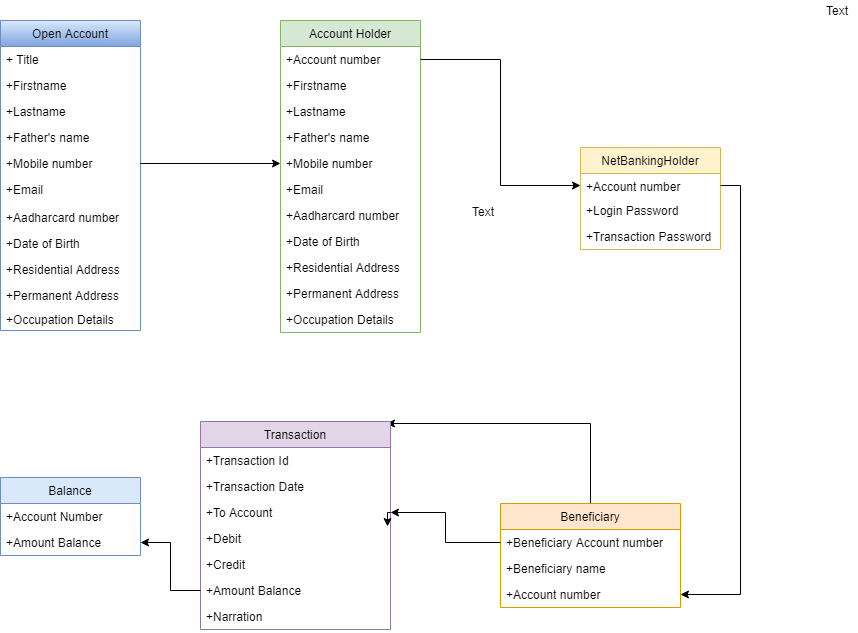 Text
Open Account
+ Title
+Firstname
+Lastname
+Father's name
+Mobile number
+Email
+Aadharcard number
+Date of Birth
+Residential Address
+Permanent Address
+Occupation Details
Account Holder
+Account number
+Firstname
+Lastname
+Father's name
+Mobile number
+Email
+Aadharcard number
+Date of Birth
+Residential Address
+Permanent Address
+Occupation Details
Text
NetBankingHolder
+Account number
+Login Password
+Transaction Password
Balance
+Account Number
+Amount Balance
Transaction
+Transaction Id
+Transaction Date
+To Account
+Debit
+Credit
+Amount Balance
+Narration
Beneficiary
+Beneficiary Account number
+Beneficiary name
+Account number